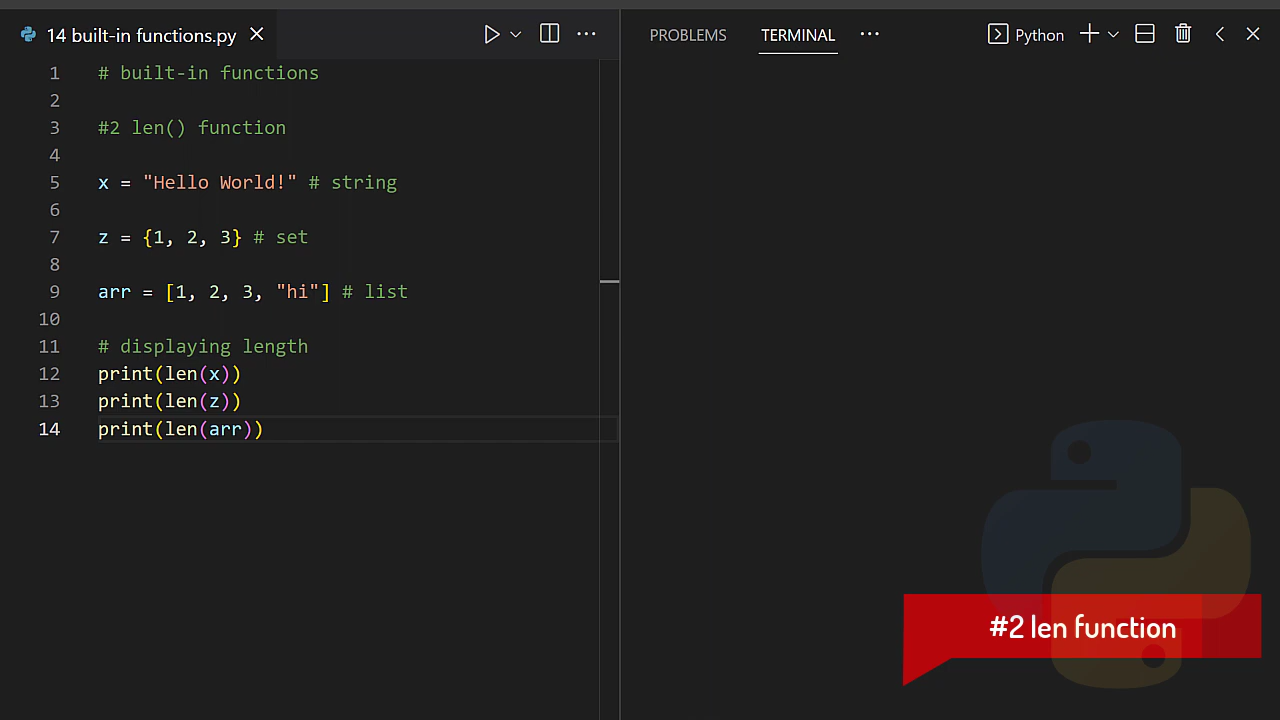 14 built-in functions.py
PROBLEMS TERMINAL Python
1 # built-in functions
2
3 #2 len() function
4
5 x = "Hello World!" # string
6
7 z = {1, 2, 3} # set
8
9 arr = [1, 2, 3, "hi"] # list
10
11 # displaying length
12 print(len(x))
13 print(len(z))
14 print(len(arr))
#2 len function